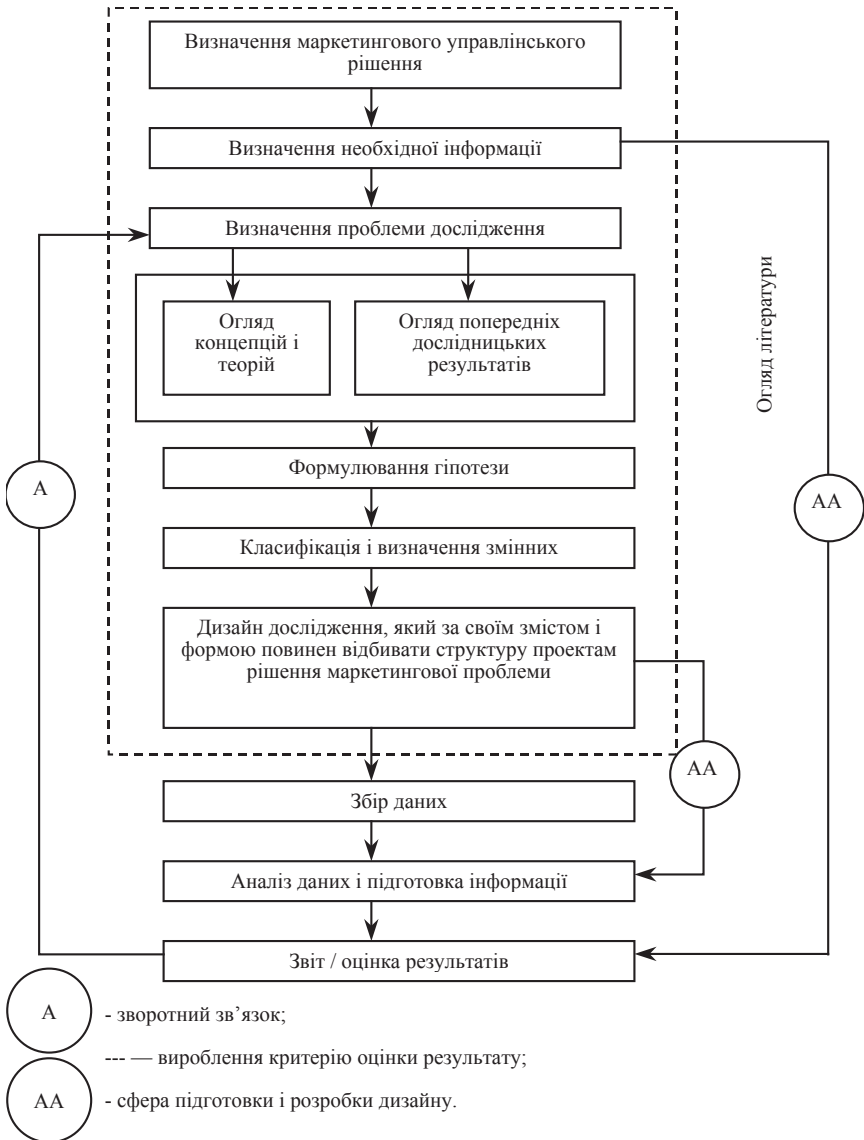 Визначення маркетингового управлінського
рішення
Визначення необхідної інформації
Визначення проблеми дослідження
Огляд
концепцій і
теорій
Огляд попередніх
дослідницьких
результатів
Огляд літератури
Формулювання гіпотези
А
АА
Класифікація і визначення змінних
Дизайн дослідження, який за своїм змістом і
формою повинен відбивати структуру проектам
рішення маркетингової проблеми
АА
Збір даних
Аналіз даних і підготовка інформації
Звіт / оцінка результатів
А - зворотний зв’язок;
--- — вироблення критерію оцінки результату;
АА - сфера підготовки і розробки дизайну.